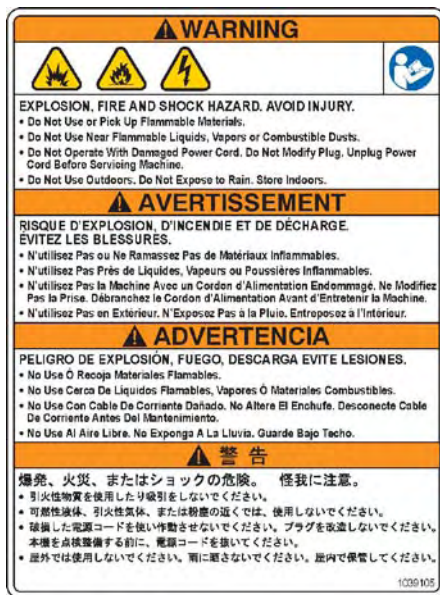 WARNING
EXPLOSION, FIRE AND SHOCK HAZARD. AVOID INJURY.
• Do Not Use or Pick Up Flammable Materials.
• Do Not Use Near Flammable Liquids, Vapors or Combustible Dusts.
• Do Not Operate With Damaged Power Cord. Do Not Modify Plug. Unplug Power
Cord Before Servicing Machine.
• Do Not Use Outdoors. Do Not Expose to Rain. Store Indoors.
AVERTISSEMENT
RISQUE D'EXPLOSION, D'INCENDIE ET DE DÉCHARGE.
ÉVITEZ LES BLESSURES.
• N'utilisez Pas ou Ne Ramassez Pas de Matériaux Inflammables.
• N'utilisez Pas Près de Liquides, Vapeurs ou Poussières Inflammables.
• N'utilisez Pas la Machine Avec un Cordon d'Alimentation Endommagé. Ne Modifiez
Pas la Prise. Débranchez le Cordon d'Alimentation Avant d'Entretenir la Machine.
• N'utilisez Pas en Extérieur. N'Exposez Pas à la Pluie. Entreposez à l'Intérieur.
ADVERTENCIA
PELIGRO DE EXPLOSIÓN, FUEGO, DESCARGA EVITE LESIONES.
• No Use Ó Recoja Materiales Flamables.
• No Use Cerca De Liquidos Flamables, Vapores Ó Materiales Combustibles.
• No Use Con Cable De Corriente Dañado. No Altere El Enchufe. Desconecte Cable
De Corriente Antes Del Mantenimiento.
• No Use Al Aire Libre. No Exponga A La Lluvia. Guarde Bajo Techo.
警告
爆発、火災、またはショックの危険。 怪我に注意。
• 引火性物質を使用したり吸引をしないでください。
• 可燃性液体、引火性気体、または粉塵の近くでは、使用しないでください。
• 破損した電源コードを使い作動させないでください。プラグを改造しないでください。
本機を点検整備する前に、電源コードを抜いてください。
• 屋外では使用しないでください。雨に晒さないでください。屋内で保管してください。
1039105